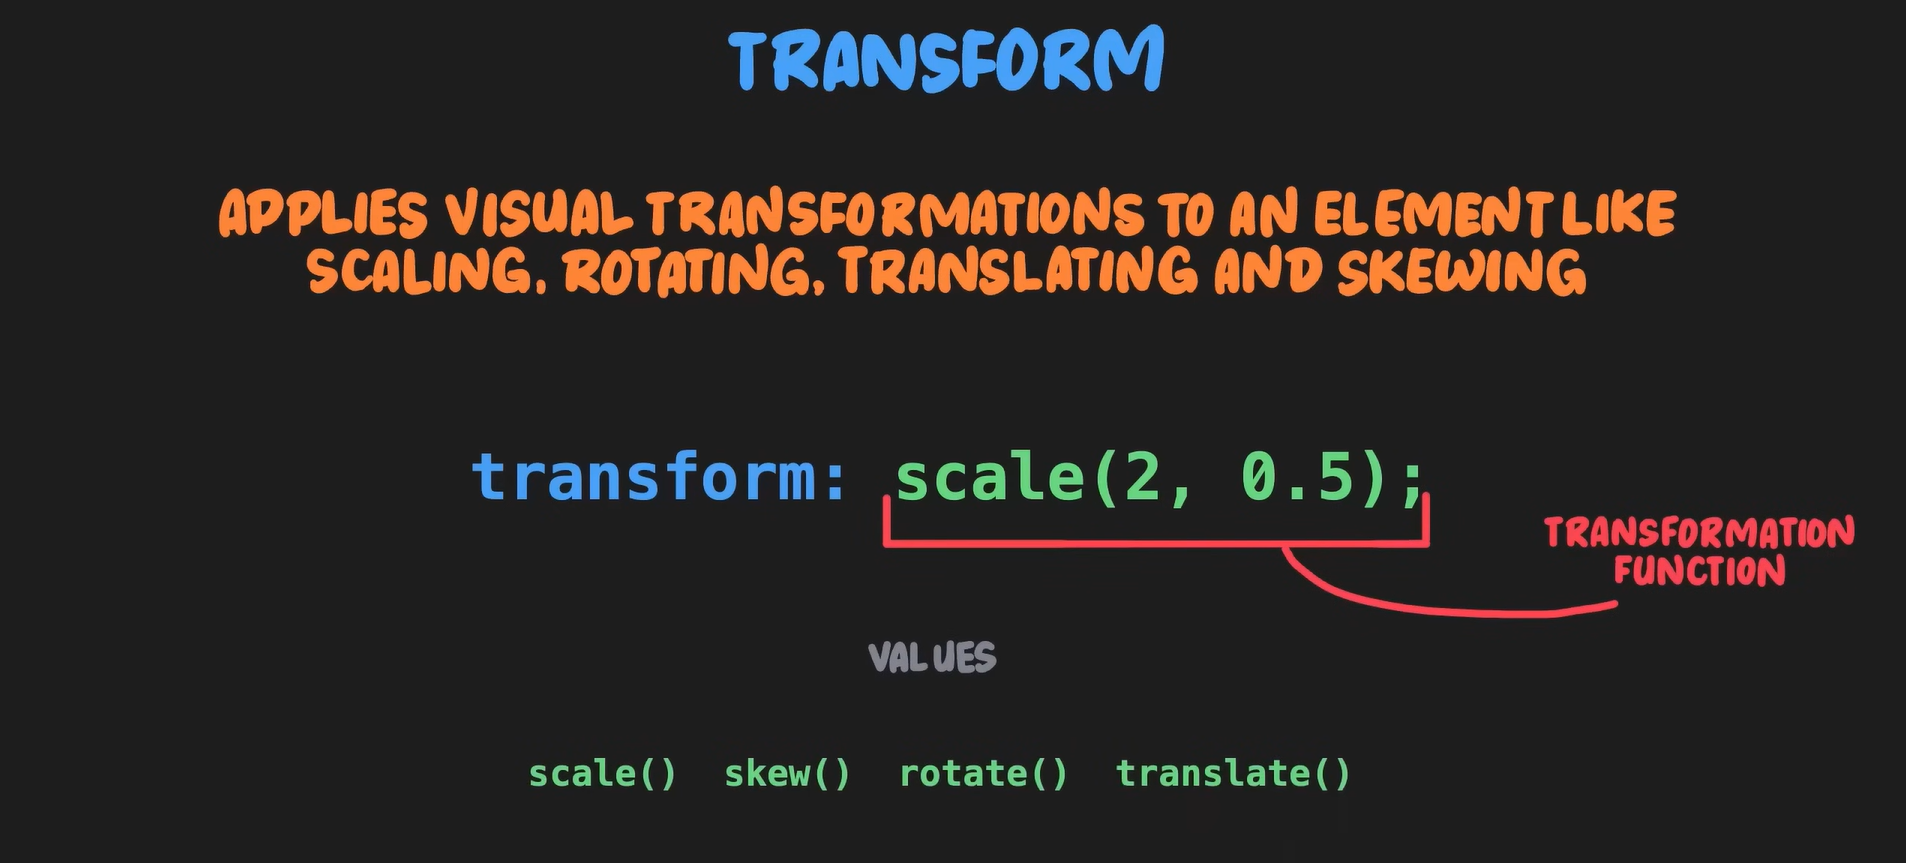 TRANSFORM
APPLIES VISUAL TRANSFORMATIONS TO AN ELEMENT LIKE
SCALING, ROTATING, TRANSLATING AND SKEWING
transform: scale(2, 0.5);
TRANSFORMATION
FUNCTION
VALUES
scale() skew() rotate() translate()